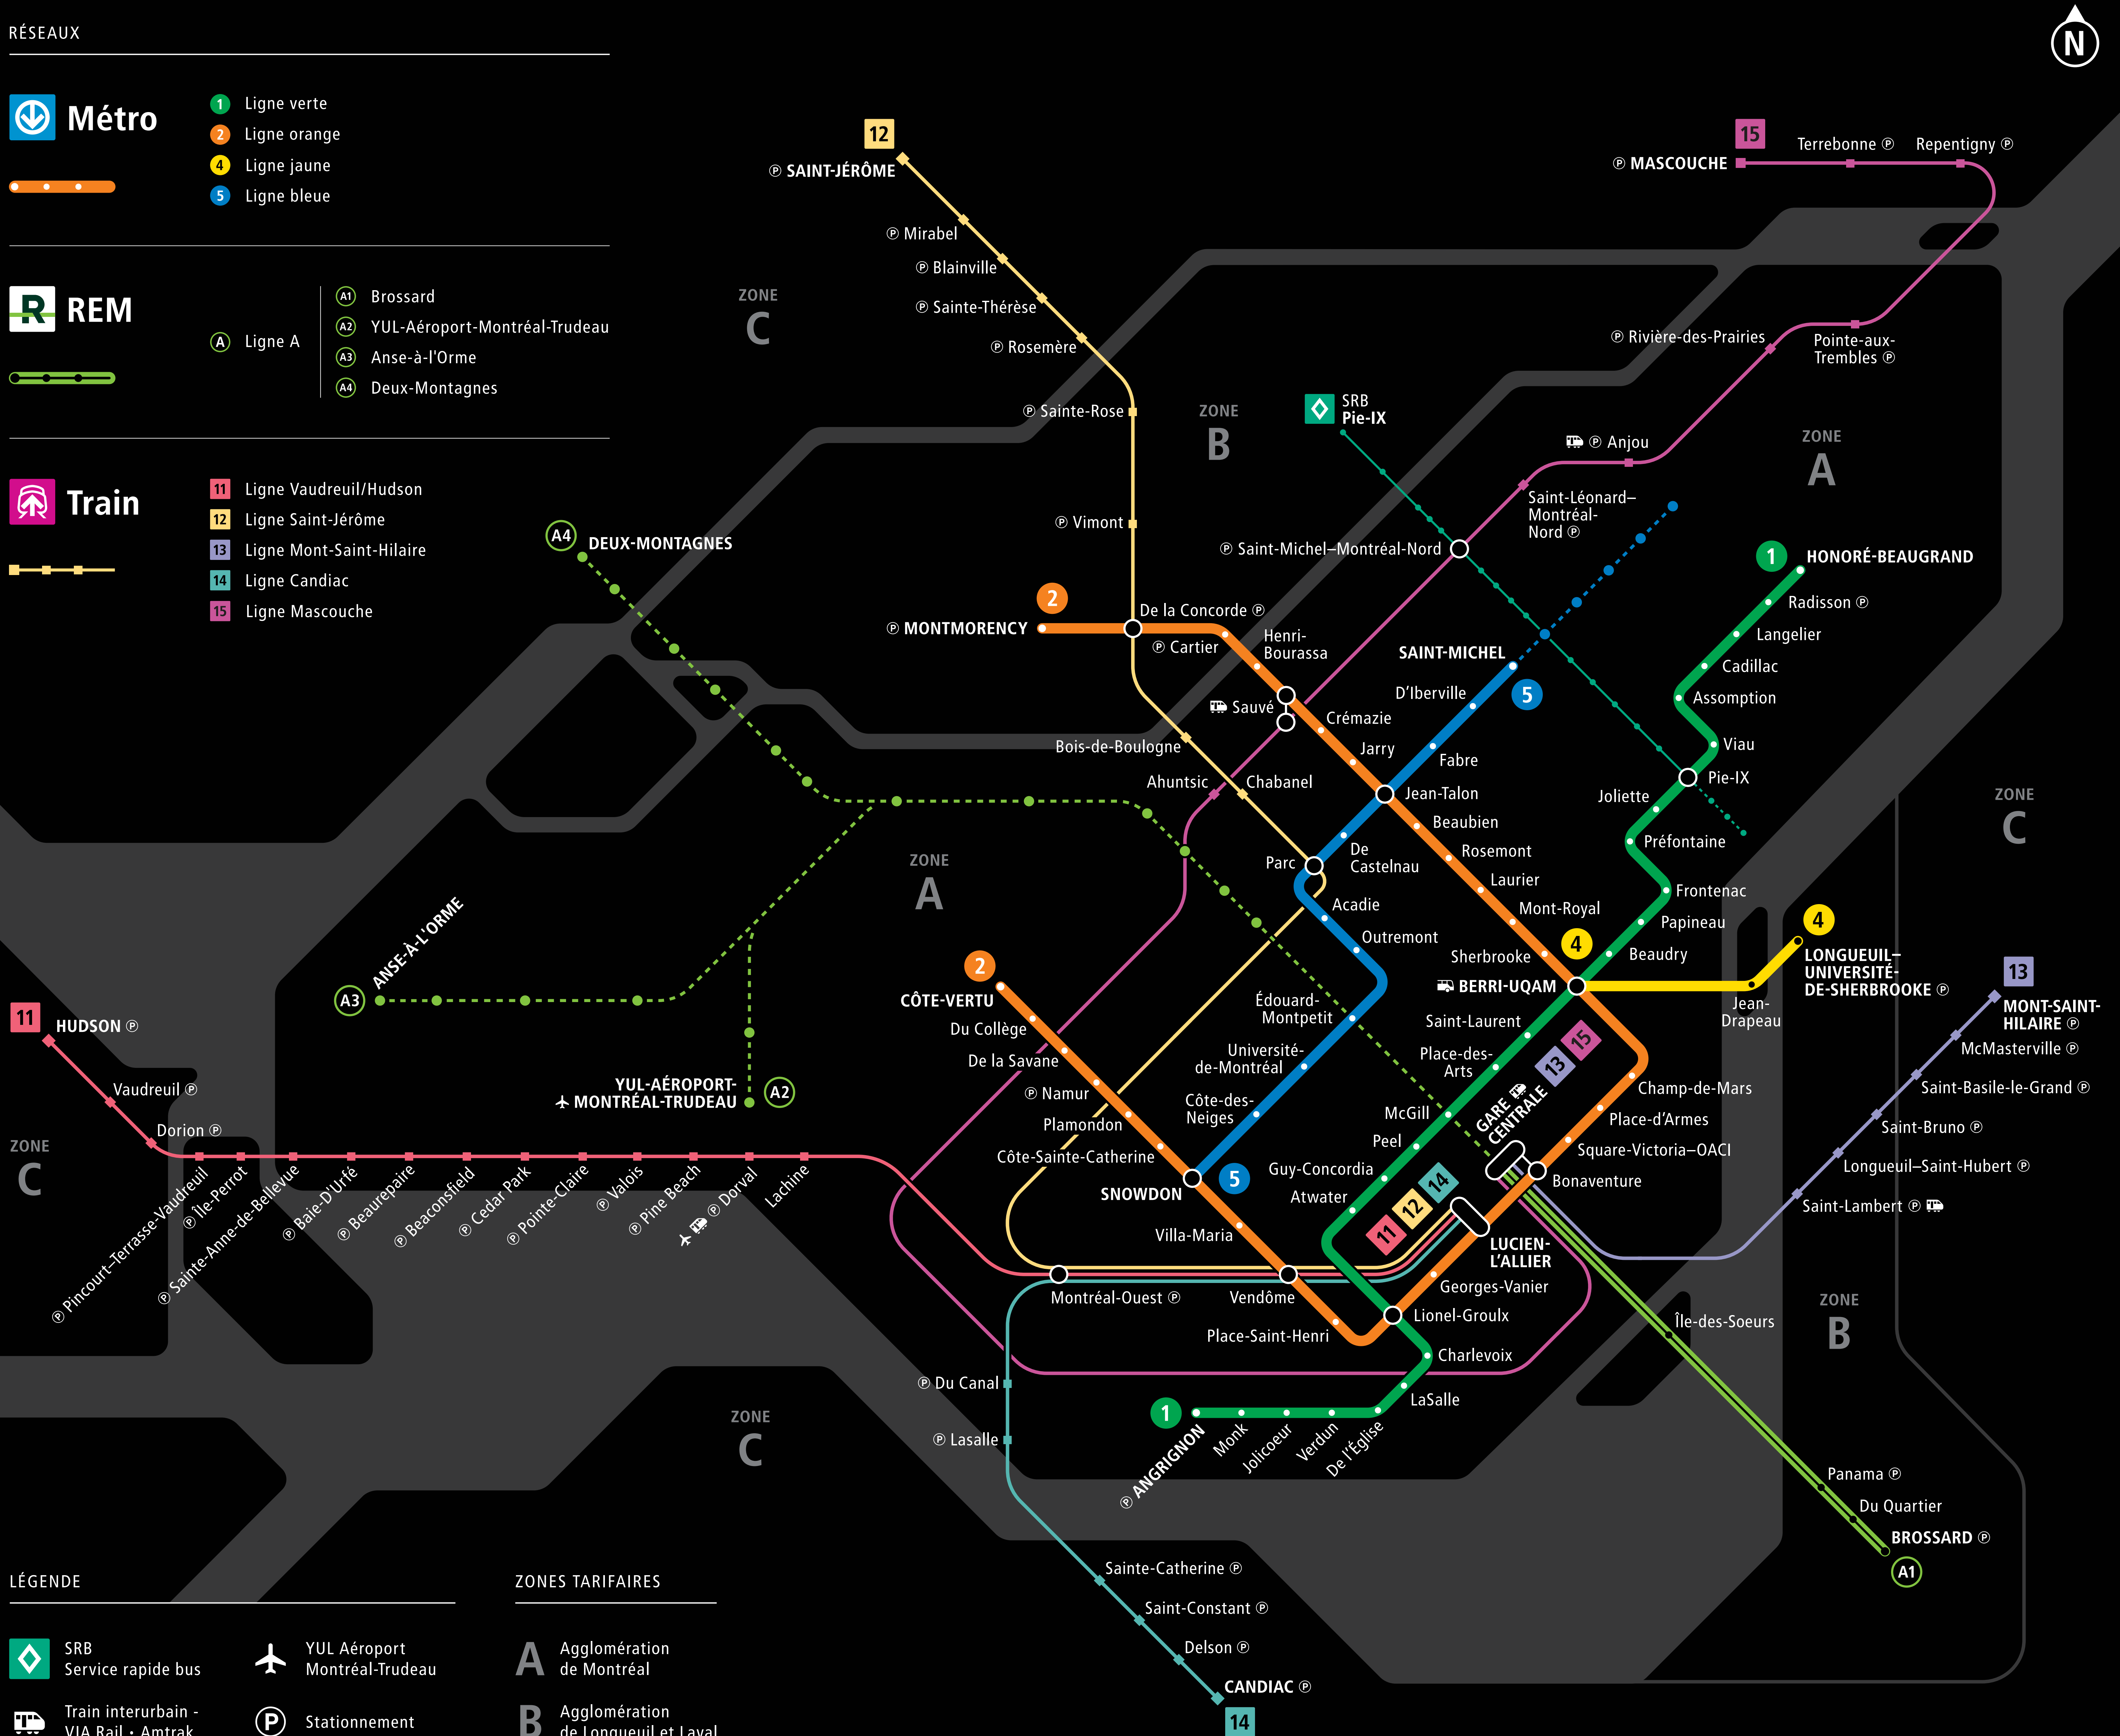 RÉSEAUX
Métro
1 Ligne verte
2 Ligne orange
4 Ligne jaune
5 Ligne bleue
R
REM
A Ligne A
A1 Brossard
A2 YUL-Aéroport-Montréal-Trudeau
A3 Anse-à-l'Orme
A4 Deux-Montagnes
Train
11 Ligne Vaudreuil/Hudson
12 Ligne Saint-Jérôme
13 Ligne Mont-Saint-Hilaire
14 Ligne Candiac
15 Ligne Mascouche
N
12
P SAINT-JÉRÔME
P Mirabel
P Blainville
P Sainte-Thérèse
P Rosemère
P Sainte-Rose
P Vimont
ZONE
C
ZONE
B
ZONE
A
15
P MASCOUCHE
Terrebonne P
Repentigny P
P Rivière-des-Prairies
Pointe-aux-
Trembles P
P Anjou
Saint-Léonard–
Montréal-
Nord P
P Saint-Michel–Montréal-Nord
SRB
Pie-IX
A4
DEUX-MONTAGNES
2
P MONTMORENCY
De la Concorde P
P Cartier
Henri-
Bourassa
Sauvé
Crémazie
Jarry
Jean-Talon
Beaubien
Rosemont
Laurier
Mont-Royal
Sherbrooke
SAINT-MICHEL
5
D'Iberville
Fabre
De
Castelnau
Parc
Acadie
Outremont
Édouard-
Montpetit
Université-
de-Montréal
Côte-des-
Neiges
Bois-de-Boulogne
Ahuntsic
Chabanel
1
HONORÉ-BEAUGRAND
Radisson P
Langelier
Cadillac
Assomption
Viau
Pie-IX
Joliette
Préfontaine
Frontenac
Papineau
Beaudry
4
BERRI-UQAM
4
LONGUEUIL–
UNIVERSITÉ-
DE-SHERBROOKE P
Jean-
Drapeau
ZONE
C
13
MONT-SAINT-
HILAIRE P
McMasterville P
Saint-Basile-le-Grand P
Saint-Bruno P
Longueuil–Saint-Hubert P
Saint-Lambert P
ZONE
A
A3
ANSE-À-L'ORME
YUL-AÉROPORT-
MONTRÉAL-TRUDEAU
A2
2
CÔTE-VERTU
Du Collège
De la Savane
P Namur
Plamondon
Côte-Sainte-Catherine
SNOWDON
5
Villa-Maria
Vendôme
Place-Saint-Henri
Saint-Laurent
Place-des-
Arts
McGill
Peel
Guy-Concordia
Atwater
GARE
CENTRALE
13
15
Champ-de-Mars
Place-d'Armes
Square-Victoria–OACI
Bonaventure
11
12
14
LUCIEN-
L'ALLIER
Georges-Vanier
Lionel-Groulx
Charlevoix
LaSalle
De l'Église
Verdun
Jolicoeur
Monk
P ANGRIGNON
1
11
HUDSON P
Vaudreuil P
Dorion P
ZONE
C
P Pincourt–Terrasse-Vaudreuil
P Île-Perrot
P Sainte-Anne-de-Bellevue
P Baie-D'Urfé
P Beaurepaire
P Beaconsfield
P Cedar Park
P Pointe-Claire
P Valois
P Pine Beach
P Dorval
Lachine
Montréal-Ouest P
P Du Canal
P Lasalle
ZONE
C
Sainte-Catherine P
Saint-Constant P
Delson P
CANDIAC P
14
Île-des-Soeurs
ZONE
B
Panama P
Du Quartier
BROSSARD P
A1
LÉGENDE
SRB
Service rapide bus
YUL Aéroport
Montréal-Trudeau
Train interurbain -
VIA Rail • Amtrak
P Stationnement
ZONES TARIFAIRES
A Agglomération
de Montréal
B Agglomération
de Longueuil et Laval